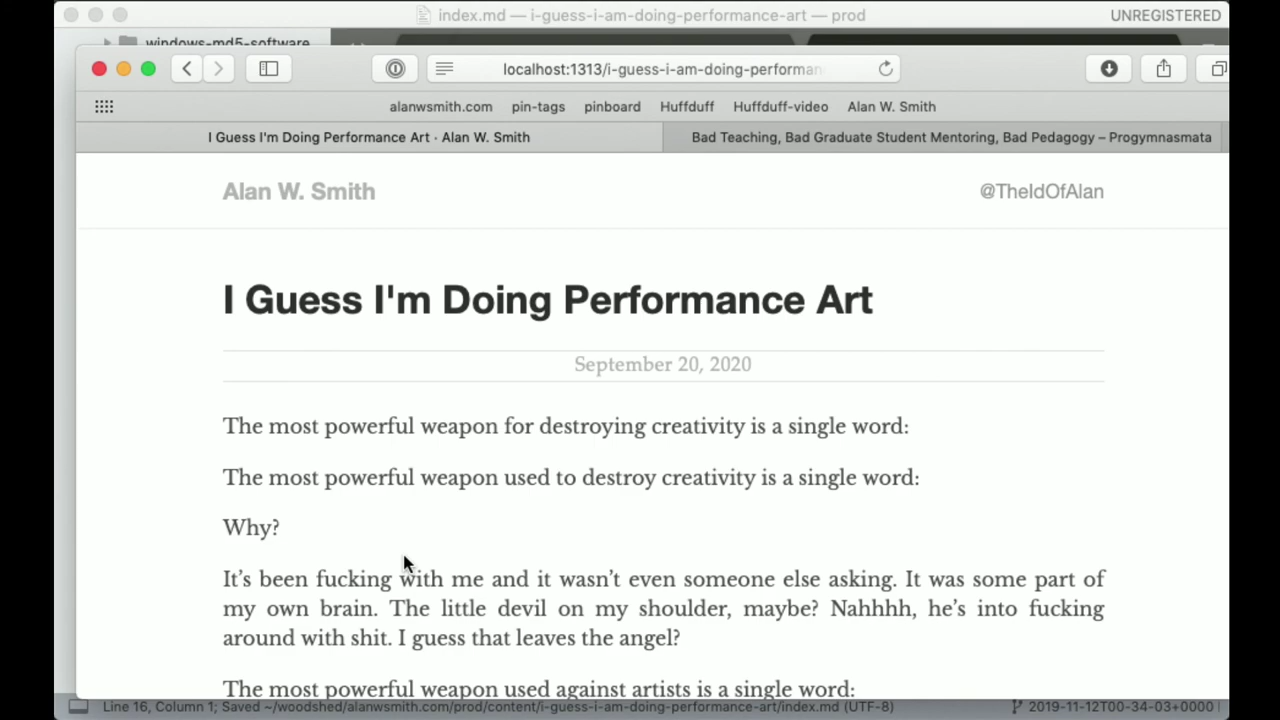 index.md — i-guess-i-am-doing-performance-art — prod
UNREGISTERED
windows-md5-software
localhost:1313/i-guess-i-am-doing-performan
alanwsmith.com pin-tags pinboard Huffduff Huffduff-video Alan W. Smith
I Guess I'm Doing Performance Art · Alan W. Smith
Bad Teaching, Bad Graduate Student Mentoring, Bad Pedagogy – Progymnasmata
Alan W. Smith
@TheIdOfAlan
I Guess I'm Doing Performance Art
September 20, 2020
The most powerful weapon for destroying creativity is a single word:
The most powerful weapon used to destroy creativity is a single word:
Why?
It’s been fucking with me and it wasn’t even someone else asking. It was some part of
my own brain. The little devil on my shoulder, maybe? Nahhhh, he’s into fucking
around with shit. I guess that leaves the angel?
The most powerful weapon used against artists is a single word:
Line 16, Column 1; Saved ~/woodshed/alanwsmith.com/prod/content/i-guess-i-am-doing-performance-art/index.md (UTF-8)
2019-11-12T00-34-03+0000